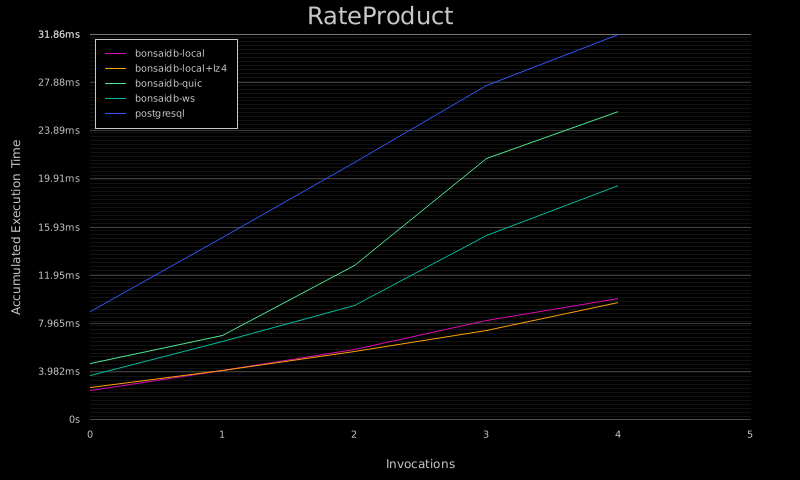 RateProduct
31.86ms
27.88ms
23.89ms
19.91ms
15.93ms
11.95ms
7.965ms
3.982ms
0s
Accumulated Execution Time
bonsaidb-local
bonsaidb-local+lz4
bonsaidb-quic
bonsaidb-ws
postgresql
0 1 2 3 4 5
Invocations